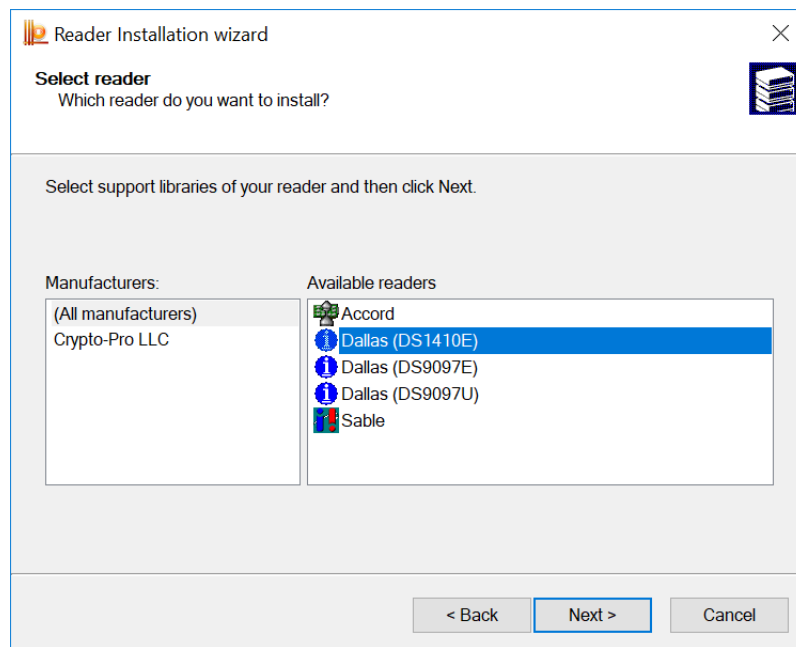 Reader Installation wizard
Select reader
Which reader do you want to install?
Select support libraries of your reader and then click Next.
Manufacturers:
(All manufacturers)
Crypto-Pro LLC
Available readers
Accord
Dallas (DS1410E)
Dallas (DS9097E)
Dallas (DS9097U)
Sable
< Back
Next >
Cancel